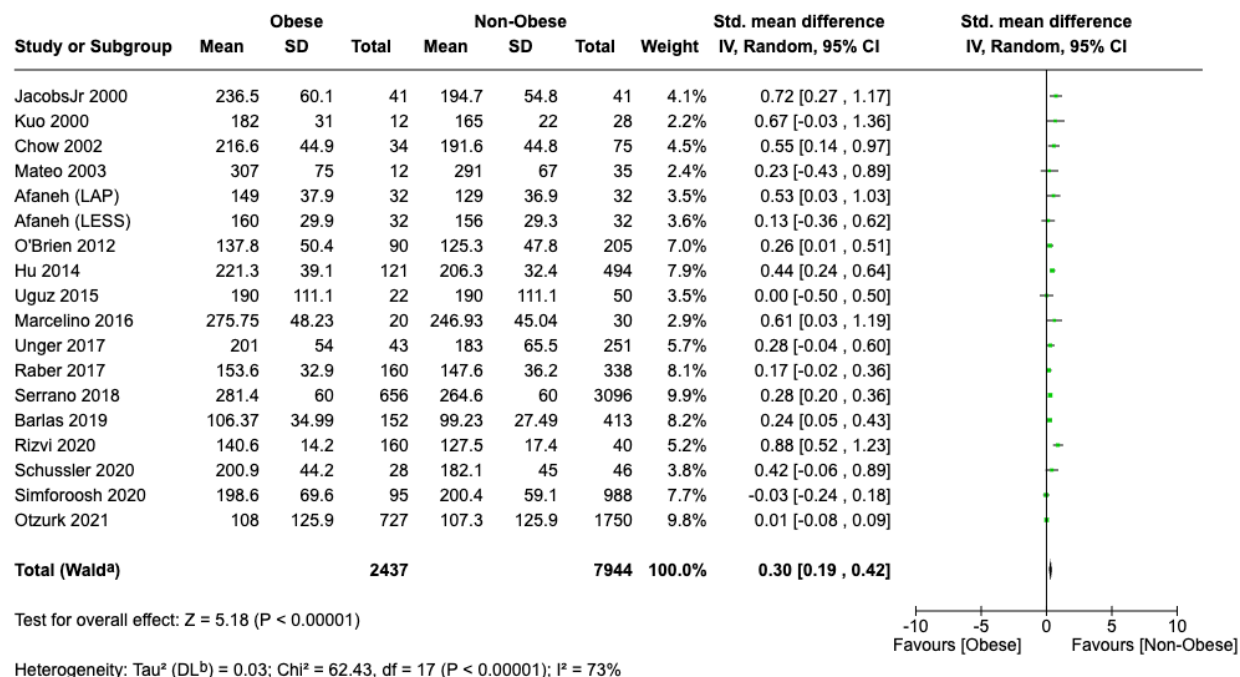 Obese Non-Obese Std. mean difference Std. mean difference
Study or Subgroup Mean SD Total Mean SD Total Weight IV, Random, 95% CI IV, Random, 95% CI
JacobsJr 2000 236.5 60.1 41 194.7 54.8 41 4.1% 0.72 [0.27 , 1.17]
Kuo 2000 182 31 12 165 22 28 2.2% 0.67 [-0.03 , 1.36]
Chow 2002 216.6 44.9 34 191.6 44.8 75 4.5% 0.55 [0.14 , 0.97]
Mateo 2003 307 75 12 291 67 35 2.4% 0.23 [-0.43 , 0.89]
Afaneh (LAP) 149 37.9 32 129 36.9 32 3.5% 0.53 [0.03 , 1.03]
Afaneh (LESS) 160 29.9 32 156 29.3 32 3.6% 0.13 [-0.36 , 0.62]
O'Brien 2012 137.8 50.4 90 125.3 47.8 205 7.0% 0.26 [0.01 , 0.51]
Hu 2014 221.3 39.1 121 206.3 32.4 494 7.9% 0.44 [0.24 , 0.64]
Uguz 2015 190 111.1 22 190 111.1 50 3.5% 0.00 [-0.50 , 0.50]
Marcelino 2016 275.75 48.23 20 246.93 45.04 30 2.9% 0.61 [0.03 , 1.19]
Unger 2017 201 54 43 183 65.5 251 5.7% 0.28 [-0.04 , 0.60]
Raber 2017 153.6 32.9 160 147.6 36.2 338 8.1% 0.17 [-0.02 , 0.36]
Serrano 2018 281.4 60 656 264.6 60 3096 9.9% 0.28 [0.20 , 0.36]
Barlas 2019 106.37 34.99 152 99.23 27.49 413 8.2% 0.24 [0.05 , 0.43]
Rizvi 2020 140.6 14.2 160 127.5 17.4 40 5.2% 0.88 [0.52 , 1.23]
Schussler 2020 200.9 44.2 28 182.1 45 46 3.8% 0.42 [-0.06 , 0.89]
Simforoosh 2020 198.6 69.6 95 200.4 59.1 988 7.7% -0.03 [-0.24 , 0.18]
Otzurk 2021 108 125.9 727 107.3 125.9 1750 9.8% 0.01 [-0.08 , 0.09]
Total (Waldᵃ) 2437 7944 100.0% 0.30 [0.19 , 0.42]
Test for overall effect: Z = 5.18 (P < 0.00001)
-10 -5 0 5 10
Favours [Obese] Favours [Non-Obese]
Heterogeneity: Tau² (DLᵇ) = 0.03; Chi² = 62.43, df = 17 (P < 0.00001); I² = 73%